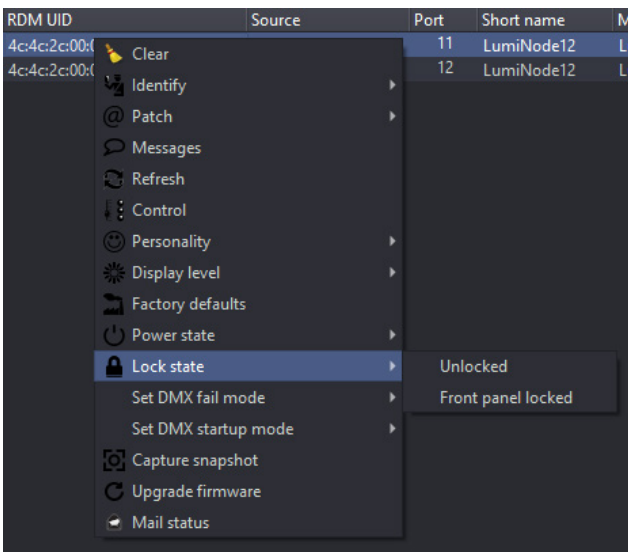 RDM UID Source Port Short name M
4c:4c:2c:00:0 11 LumiNode12 L
4c:4c:2c:00:0 12 LumiNode12 L
Clear
Identify
Patch
Messages
Refresh
Control
Personality
Display level
Factory defaults
Power state
Lock state Unlocked
Set DMX fail mode Front panel locked
Set DMX startup mode
Capture snapshot
Upgrade firmware
Mail status